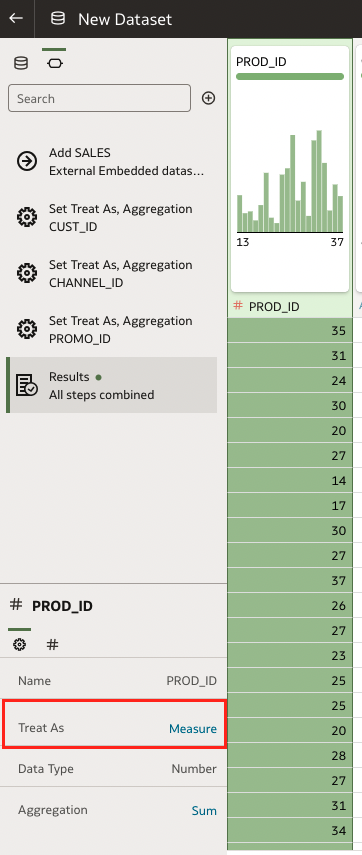 New Dataset
Search
Add SALES
External Embedded datas...
Set Treat As, Aggregation
CUST_ID
Set Treat As, Aggregation
CHANNEL_ID
Set Treat As, Aggregation
PROMO_ID
Results
All steps combined
# PROD_ID
#
Name PROD_ID
Treat As Measure
Data Type Number
Aggregation Sum
PROD_ID
13 37
# PROD_ID
35
31
24
30
20
27
14
17
30
27
37
26
27
23
25
25
20
28
27
31
34